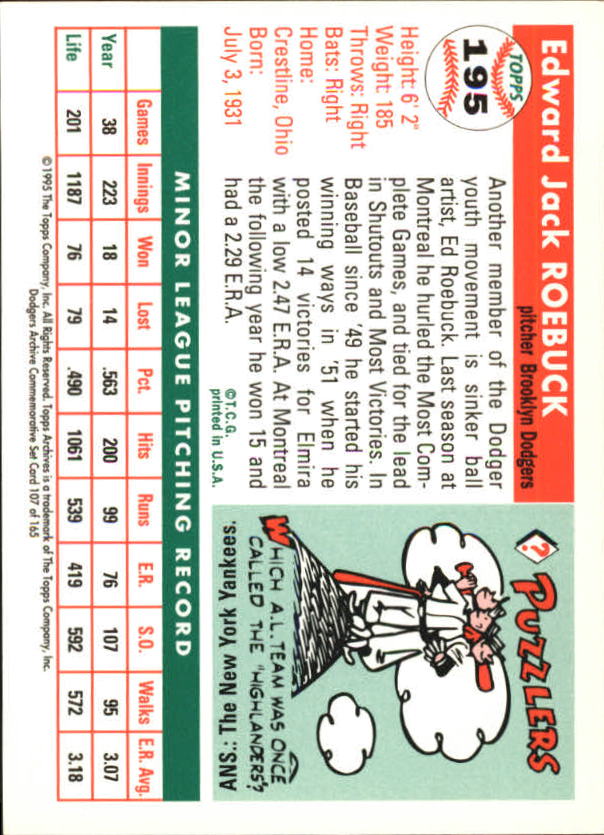 Edward Jack ROEBUCK
pitcher Brooklyn Dodgers
TOPPS
195
Height: 6' 2"
Weight: 185
Throws: Right
Bats: Right
Home:
Crestline, Ohio
Born:
July 3, 1931
Another member of the Dodger
youth movement is sinker ball
artist, Ed Roebuck. Last season at
Montreal he hurled the Most Com-
plete Games, and tied for the lead
in Shutouts and Most Victories. In
Baseball since '49 he started his
winning ways in '51 when he
posted 14 victories for Elmira
with a low 2.47 E.R.A. At Montreal
the following year he won 15 and
had a 2.29 E.R.A.
©T.C.G.
printed in U.S.A.
? PUZZLERS
WHICH A.L. TEAM WAS ONCE
CALLED THE "HIGHLANDERS"?
ANS.: The New York Yankees.
MINOR LEAGUE PITCHING RECORD
Year Games Innings Won Lost Pct. Hits Runs E.R. S.O. Walks E.R. Avg.
Year 38 223 18 14 .563 200 99 76 107 95 3.07
Life 201 1187 76 79 .490 1061 539 419 592 572 3.18
©1995 The Topps Company, Inc. All Rights Reserved. Topps Archives is a trademark of The Topps Company, Inc.
Dodgers Archive Commemorative Set Card 107 of 165